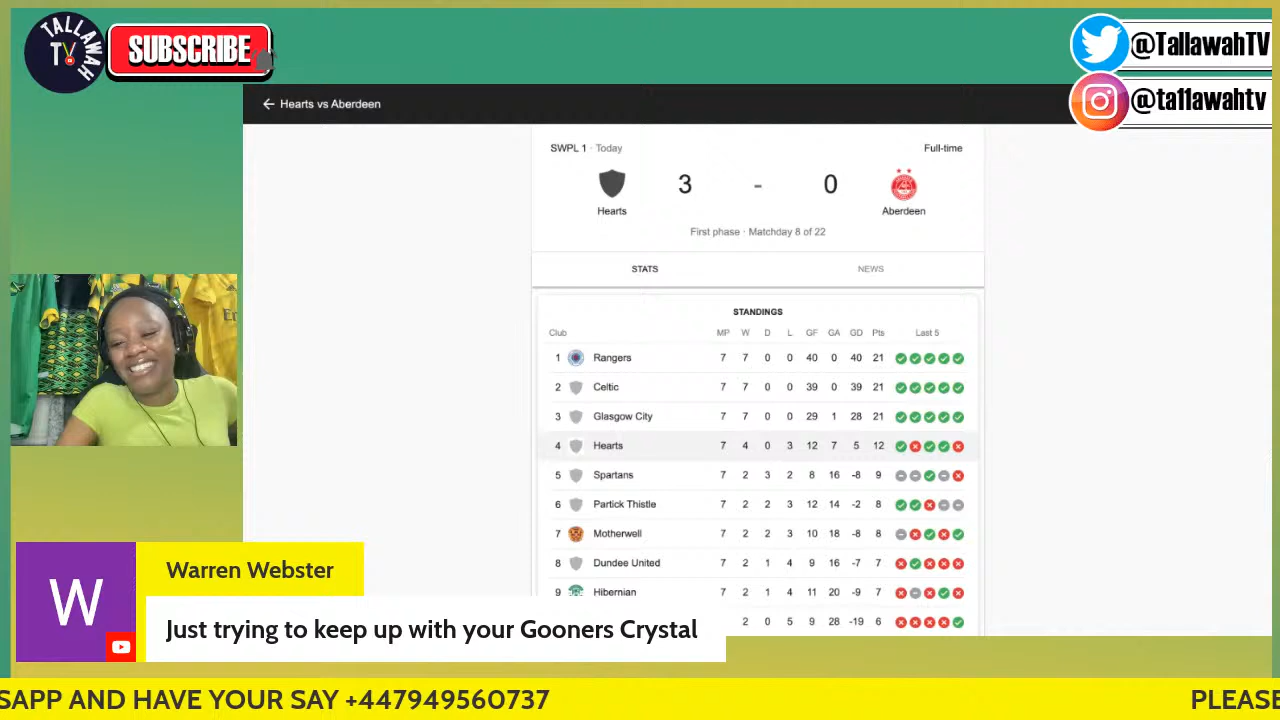 TALLAWAH
TV
SUBSCRIBE
@TallawahTV
@ta11awahtv
Hearts vs Aberdeen
SWPL 1 · Today
Full-time
3 - 0
Hearts
Aberdeen
First phase · Matchday 8 of 22
STATS NEWS
STANDINGS
Club MP W D L GF GA GD Pts Last 5
1 Rangers 7 7 0 0 40 0 40 21
2 Celtic 7 7 0 0 39 0 39 21
3 Glasgow City 7 7 0 0 29 1 28 21
4 Hearts 7 4 0 3 12 7 5 12
5 Spartans 7 2 3 2 8 16 -8 9
6 Partick Thistle 7 2 2 3 12 14 -2 8
7 Motherwell 7 2 2 3 10 18 -8 8
8 Dundee United 7 2 1 4 9 16 -7 7
9 Hibernian 7 2 1 4 11 20 -9 7
2 0 5 9 28 -19 6
W
Warren Webster
Just trying to keep up with your Gooners Crystal
SAPP AND HAVE YOUR SAY +447949560737
PLEASE